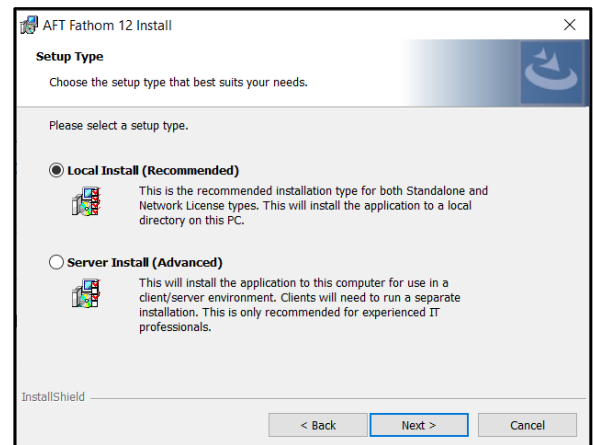 AFT Fathom 12 Install
Setup Type
Choose the setup type that best suits your needs.
Please select a setup type.
Local Install (Recommended)
This is the recommended installation type for both Standalone and
Network License types. This will install the application to a local
directory on this PC.
Server Install (Advanced)
This will install the application to this computer for use in a
client/server environment. Clients will need to run a separate
installation. This is only recommended for experienced IT
professionals.
InstallShield
< Back Next > Cancel